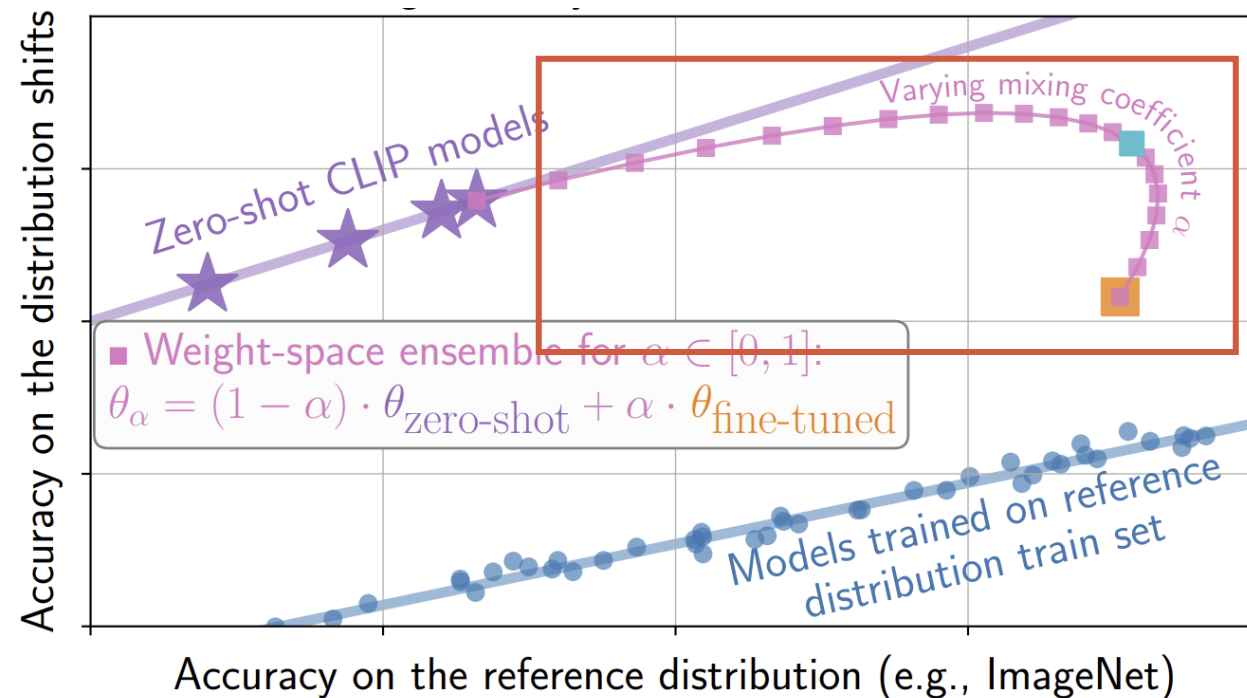 Accuracy on the distribution shifts
Zero-shot CLIP models
Varying mixing coefficient α
Weight-space ensemble for α ∈ [0, 1]:
θα = (1 − α) · θzero-shot + α · θfine-tuned
Models trained on reference
distribution train set
Accuracy on the reference distribution (e.g., ImageNet)